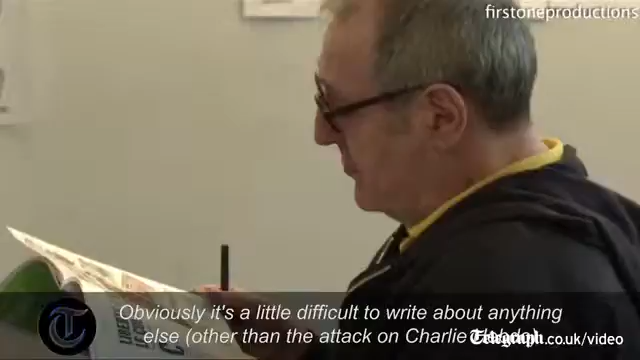 firstoneproductions
Obviously it's a little difficult to write about anything
else (other than the attack on Charlie
Telegraph.co.uk/video